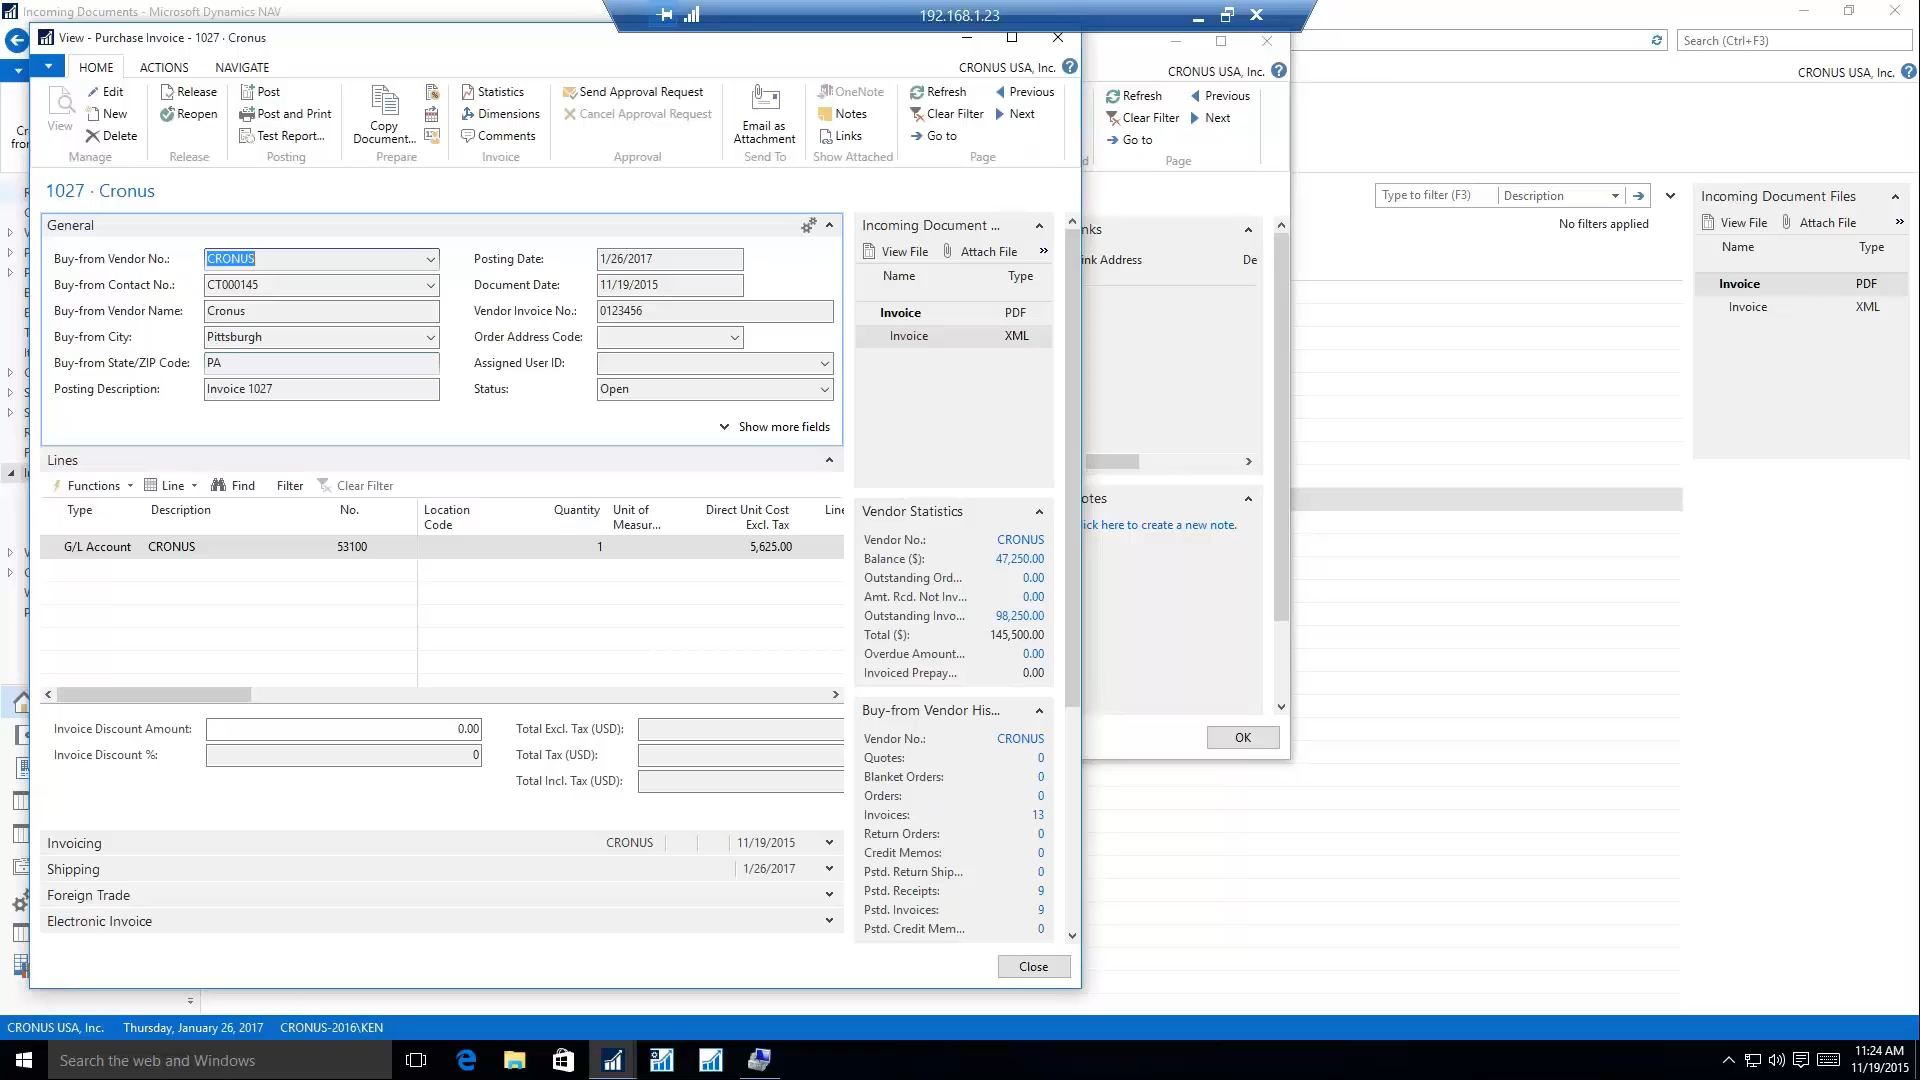 Incoming Documents - Microsoft Dynamics NAV
192.168.1.23
View - Purchase Invoice - 1027 · Cronus
Search (Ctrl+F3)
HOME ACTIONS NAVIGATE
CRONUS USA, Inc.
CRONUS USA, Inc.
CRONUS USA, Inc.
View
Edit
New
Delete
Manage
Release
Reopen
Release
Post
Post and Print
Test Report...
Posting
Copy
Document...
Prepare
Statistics
Dimensions
Comments
Invoice
Send Approval Request
Cancel Approval Request
Approval
Email as
Attachment
Send To
OneNote
Notes
Links
Show Attached
Refresh
Clear Filter
Go to
Previous
Next
Page
Refresh
Clear Filter
Go to
Previous
Next
Page
1027 · Cronus
General
Buy-from Vendor No.: CRONUS
Buy-from Contact No.: CT000145
Buy-from Vendor Name: Cronus
Buy-from City: Pittsburgh
Buy-from State/ZIP Code: PA
Posting Description: Invoice 1027
Posting Date: 1/26/2017
Document Date: 11/19/2015
Vendor Invoice No.: 0123456
Order Address Code:
Assigned User ID:
Status: Open
Show more fields
Lines
Functions Line Find Filter Clear Filter
Type Description No. Location Code Quantity Unit of Measur... Direct Unit Cost Excl. Tax Line
G/L Account CRONUS 53100 1 5,625.00
Invoice Discount Amount: 0.00
Invoice Discount %: 0
Total Excl. Tax (USD):
Total Tax (USD):
Total Incl. Tax (USD):
Invoicing CRONUS 11/19/2015
Shipping 1/26/2017
Foreign Trade
Electronic Invoice
Incoming Document ...
View File Attach File »
Name Type
Invoice PDF
Invoice XML
Vendor Statistics
Vendor No.: CRONUS
Balance ($): 47,250.00
Outstanding Ord... 0.00
Amt. Rcd. Not Inv... 0.00
Outstanding Invo... 98,250.00
Total ($): 145,500.00
Overdue Amount... 0.00
Invoiced Prepay... 0.00
Buy-from Vendor His...
Vendor No.: CRONUS
Quotes: 0
Blanket Orders: 0
Orders: 0
Invoices: 13
Return Orders: 0
Credit Memos: 0
Pstd. Return Ship... 0
Pstd. Receipts: 9
Pstd. Invoices: 9
Pstd. Credit Mem... 0
Close
nks
ink Address De
otes
ick here to create a new note.
OK
Type to filter (F3) Description
No filters applied
Incoming Document Files
View File Attach File »
Name Type
Invoice PDF
Invoice XML
CRONUS USA, Inc. Thursday, January 26, 2017 CRONUS-2016\KEN
Search the web and Windows
11:24 AM
11/19/2015